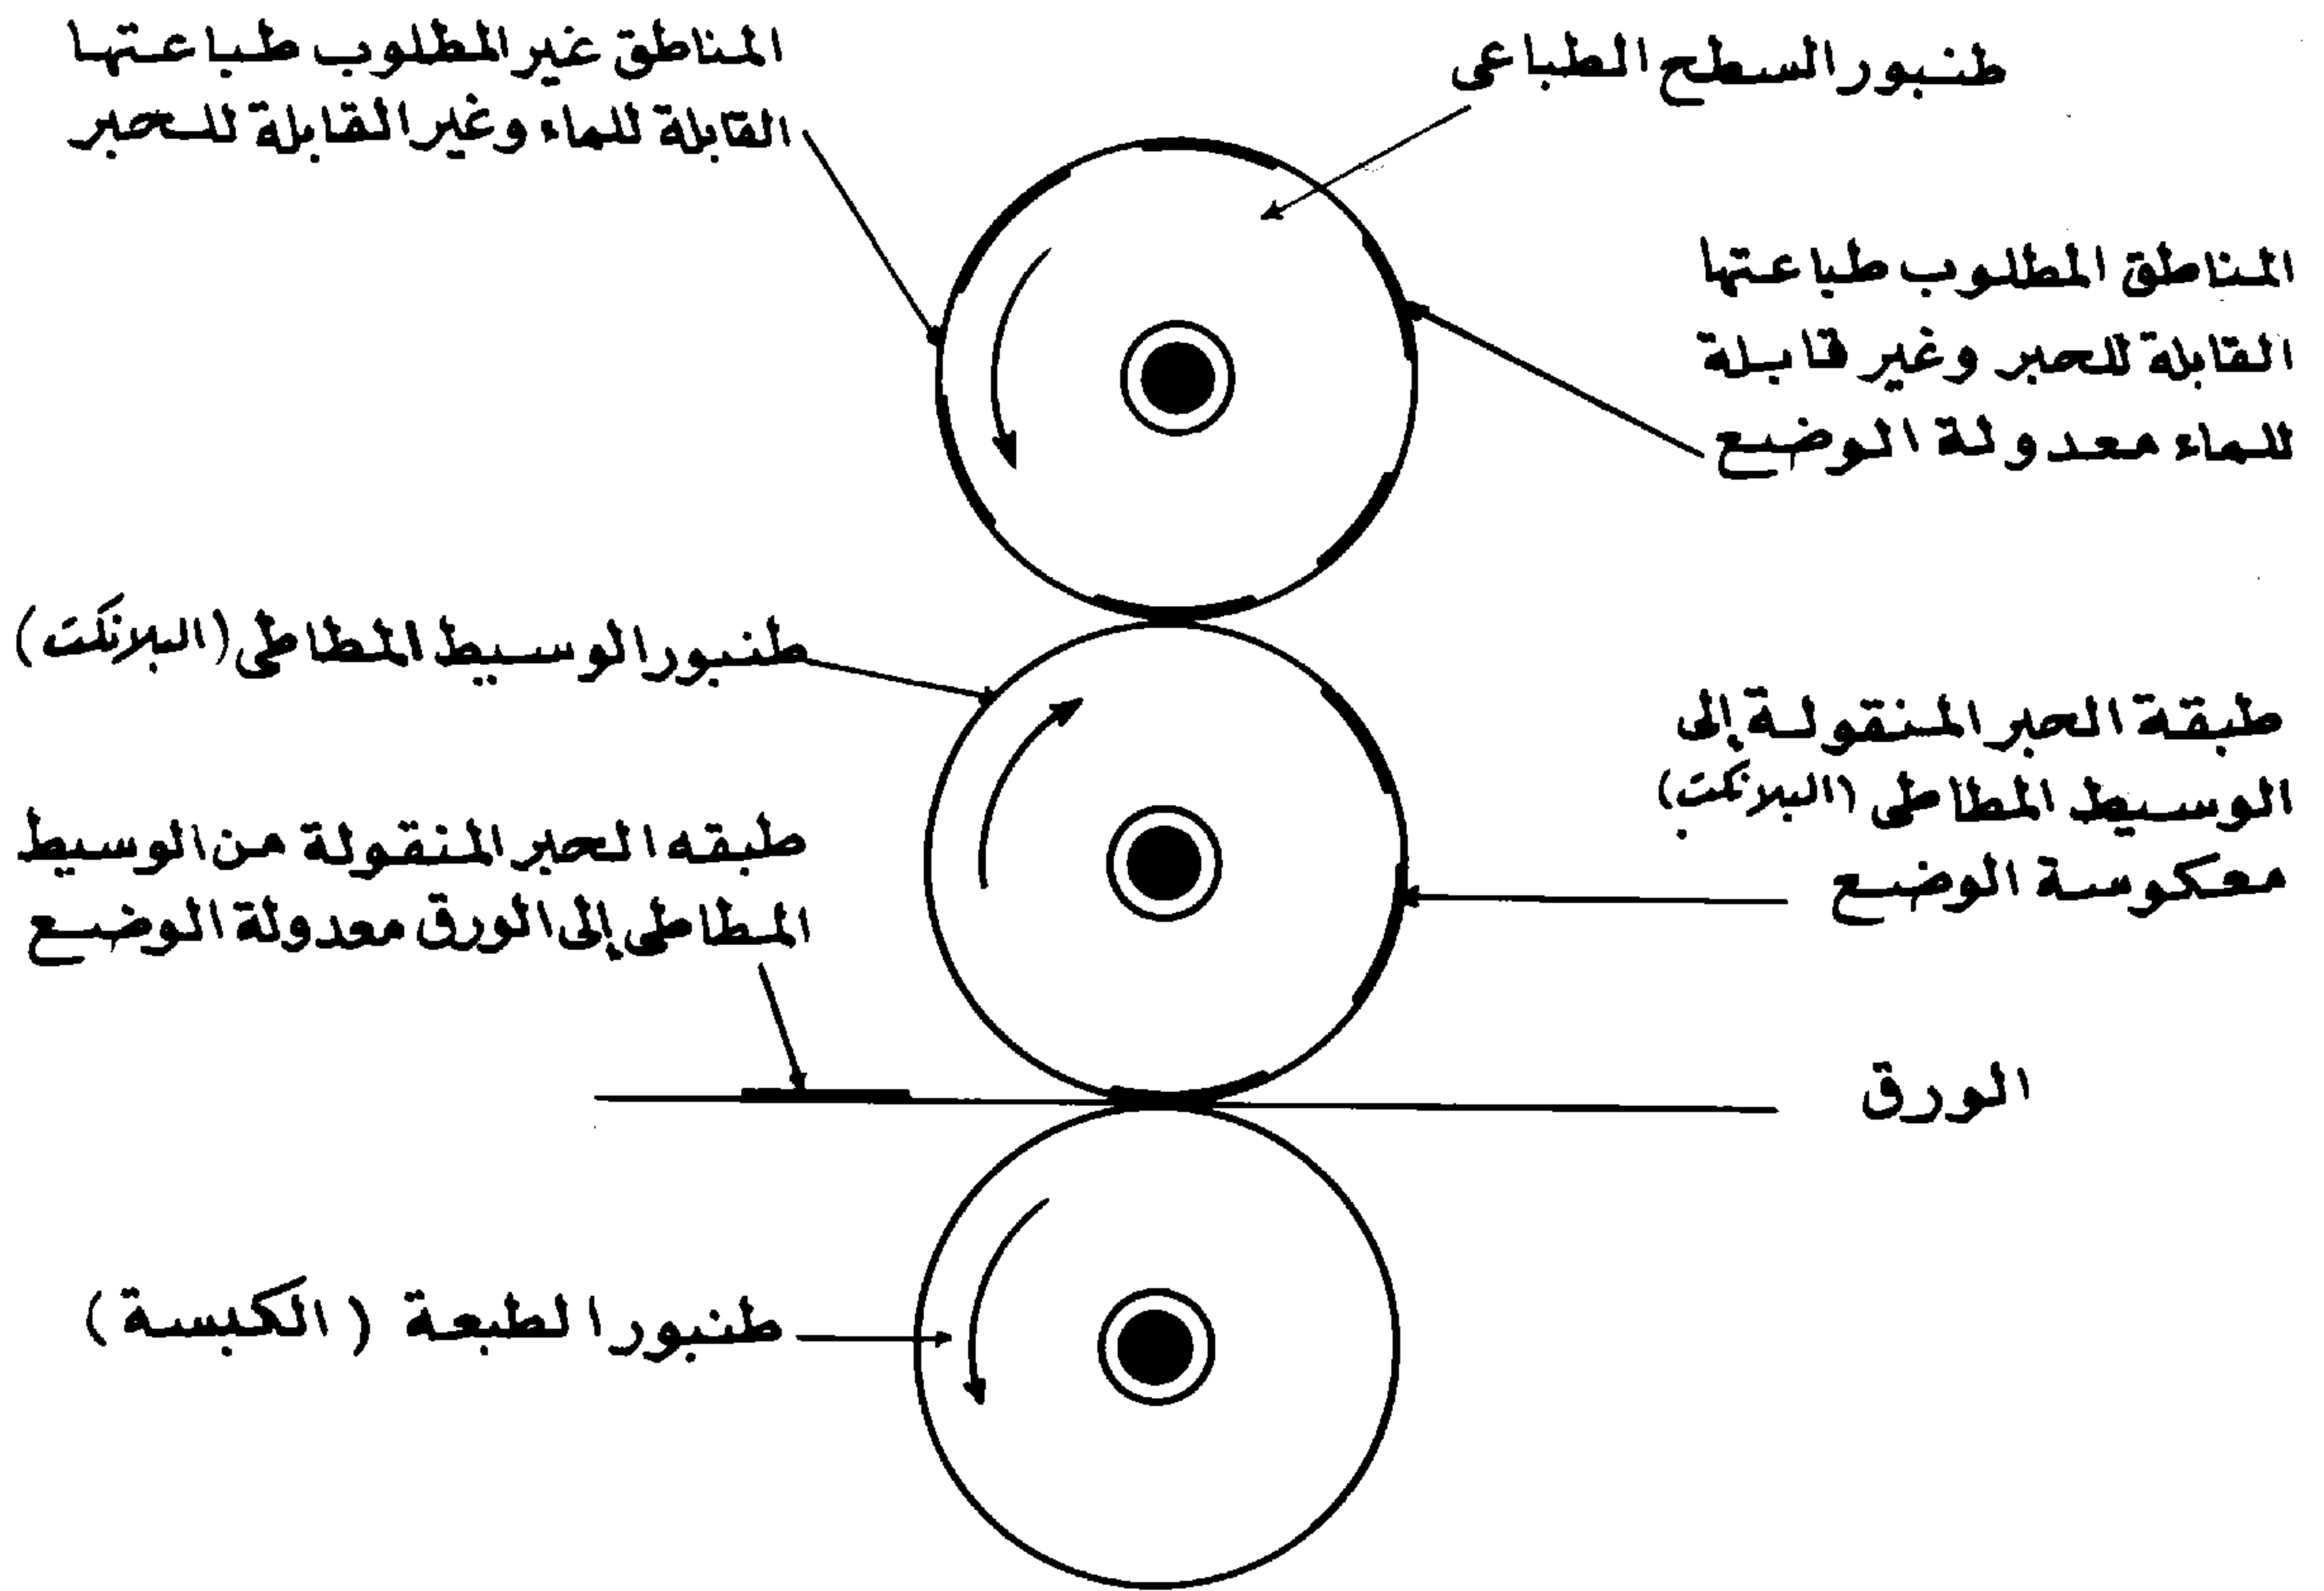 طنبور السطح الطباعى
المناطق غير المطلوب طباعتها
القابلة للماء وغير القابلة للحبر
المناطق المطلوب طباعتها
القابلة للحبر وغير قابلة
للماء معدولة الوضع
طنبور الوسيط المطاطى (البلانكت)
طبقة الحبر المنقولة إلى
الوسيط المطاطى (البلانكت)
معكوسة الوضع
طبقه الحبر المنقولة من الوسيط
المطاطى إلى الورق معدولة الوضع
الورق
طنبور الطبعة (الكبسة)